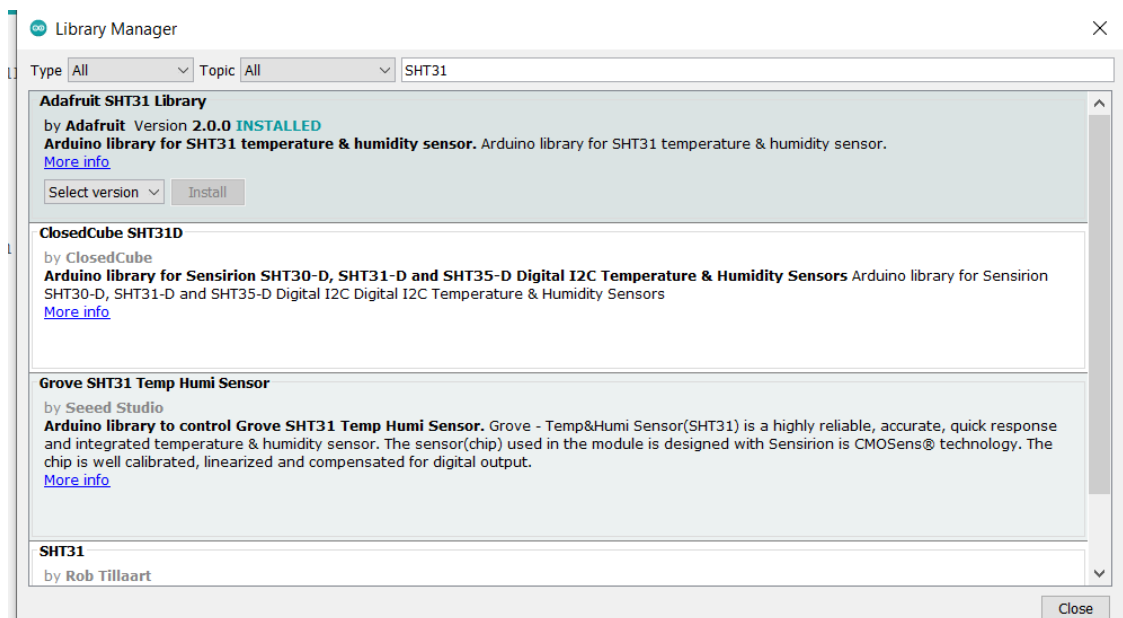 Library Manager
Type All Topic All SHT31
Adafruit SHT31 Library
by Adafruit Version 2.0.0 INSTALLED
Arduino library for SHT31 temperature & humidity sensor. Arduino library for SHT31 temperature & humidity sensor.
More info
Select version Install
ClosedCube SHT31D
by ClosedCube
Arduino library for Sensirion SHT30-D, SHT31-D and SHT35-D Digital I2C Temperature & Humidity Sensors Arduino library for Sensirion
SHT30-D, SHT31-D and SHT35-D Digital I2C Digital I2C Temperature & Humidity Sensors
More info
Grove SHT31 Temp Humi Sensor
by Seeed Studio
Arduino library to control Grove SHT31 Temp Humi Sensor. Grove - Temp&Humi Sensor(SHT31) is a highly reliable, accurate, quick response
and integrated temperature & humidity sensor. The sensor(chip) used in the module is designed with Sensirion is CMOSens® technology. The
chip is well calibrated, linearized and compensated for digital output.
More info
SHT31
by Rob Tillaart
Close